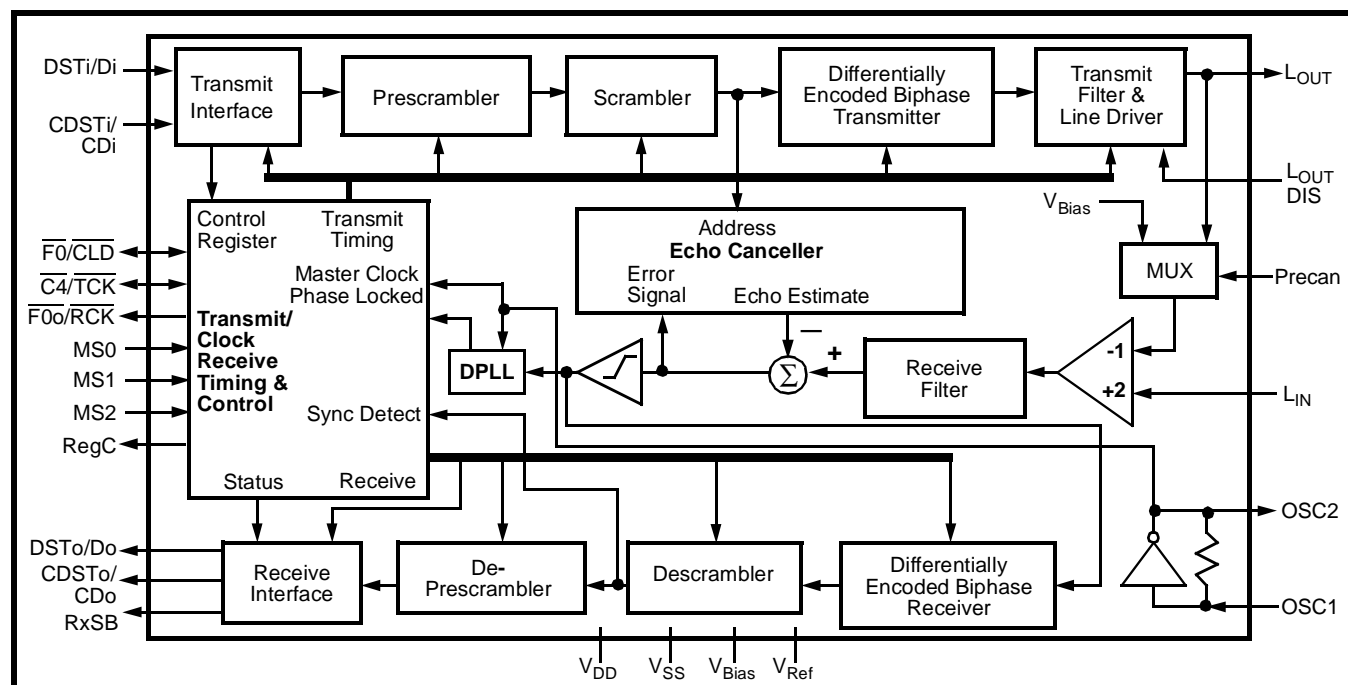 DSTi/Di
CDSTi/
CDi
Transmit
Interface
Prescrambler
Scrambler
Differentially
Encoded Biphase
Transmitter
Transmit
Filter &
Line Driver
LOUT
LOUT
DIS
VBias
MUX
Precan
Control
Register
Transmit
Timing
Master Clock
Phase Locked
Transmit/
Clock
Receive
Timing &
Control
Sync Detect
Status
Receive
F0/CLD
C4/TCK
F0o/RCK
MS0
MS1
MS2
RegC
Address
Echo Canceller
Error
Signal
Echo Estimate
DPLL
Σ
−
+
Receive
Filter
-1
+2
LIN
OSC2
OSC1
DSTo/Do
CDSTo/
CDo
RxSB
Receive
Interface
De-
Prescrambler
Descrambler
Differentially
Encoded Biphase
Receiver
VDD
VSS
VBias
VRef